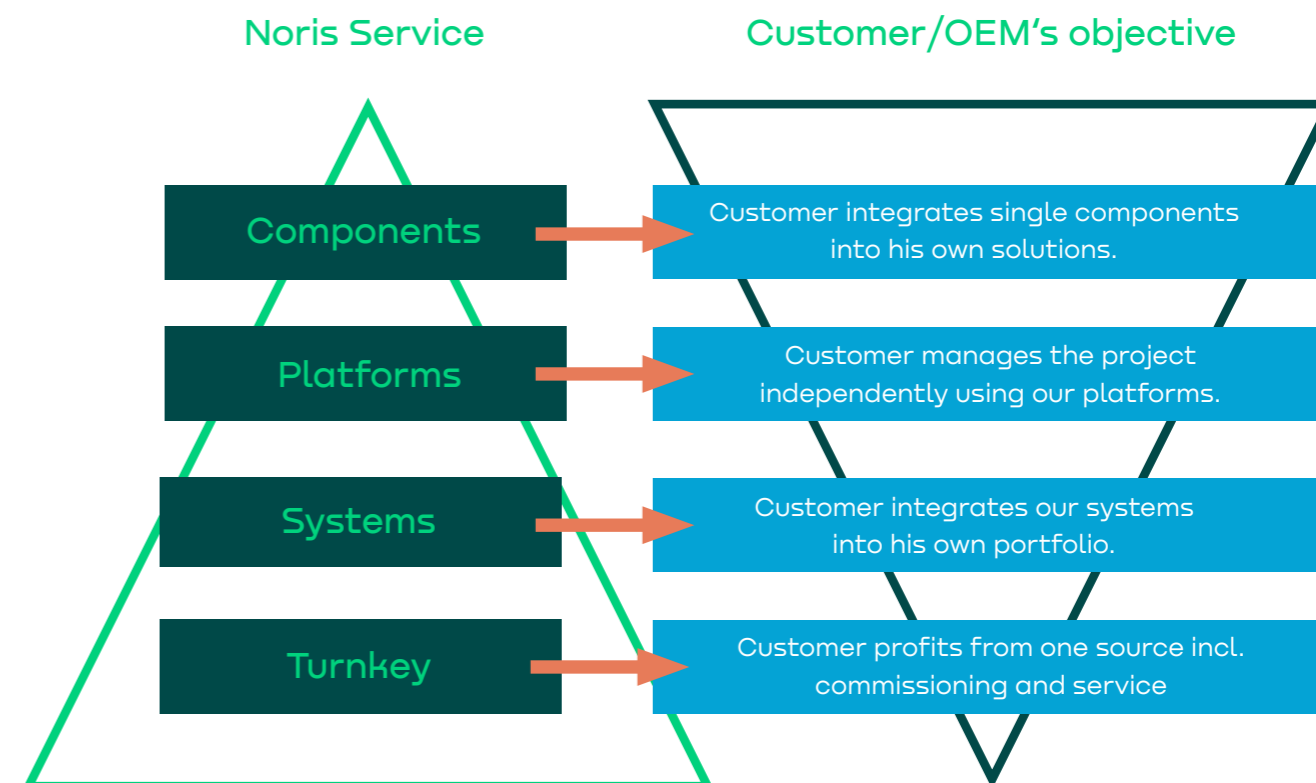 Noris Service
Customer/OEM‘s objective
Components
Customer integrates single components
into his own solutions.
Platforms
Customer manages the project
independently using our platforms.
Systems
Customer integrates our systems
into his own portfolio.
Turnkey
Customer profits from one source incl.
commissioning and service